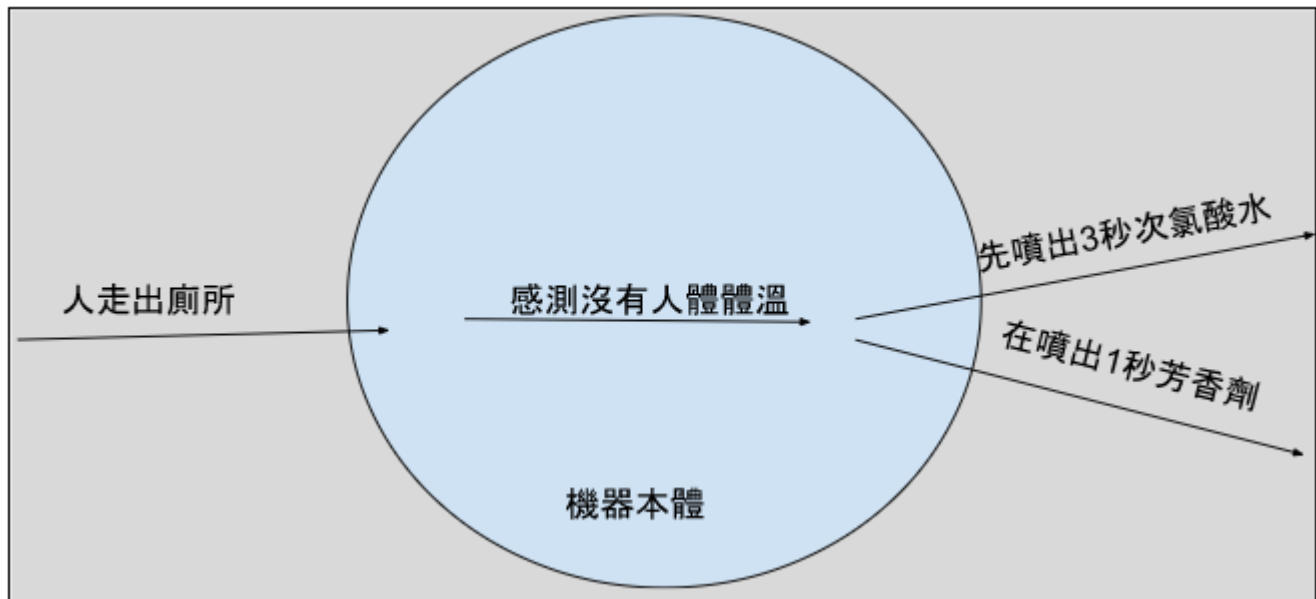 人走出廁所
感測沒有人體體溫
先噴出3秒次氯酸水
在噴出1秒芳香劑
機器本體